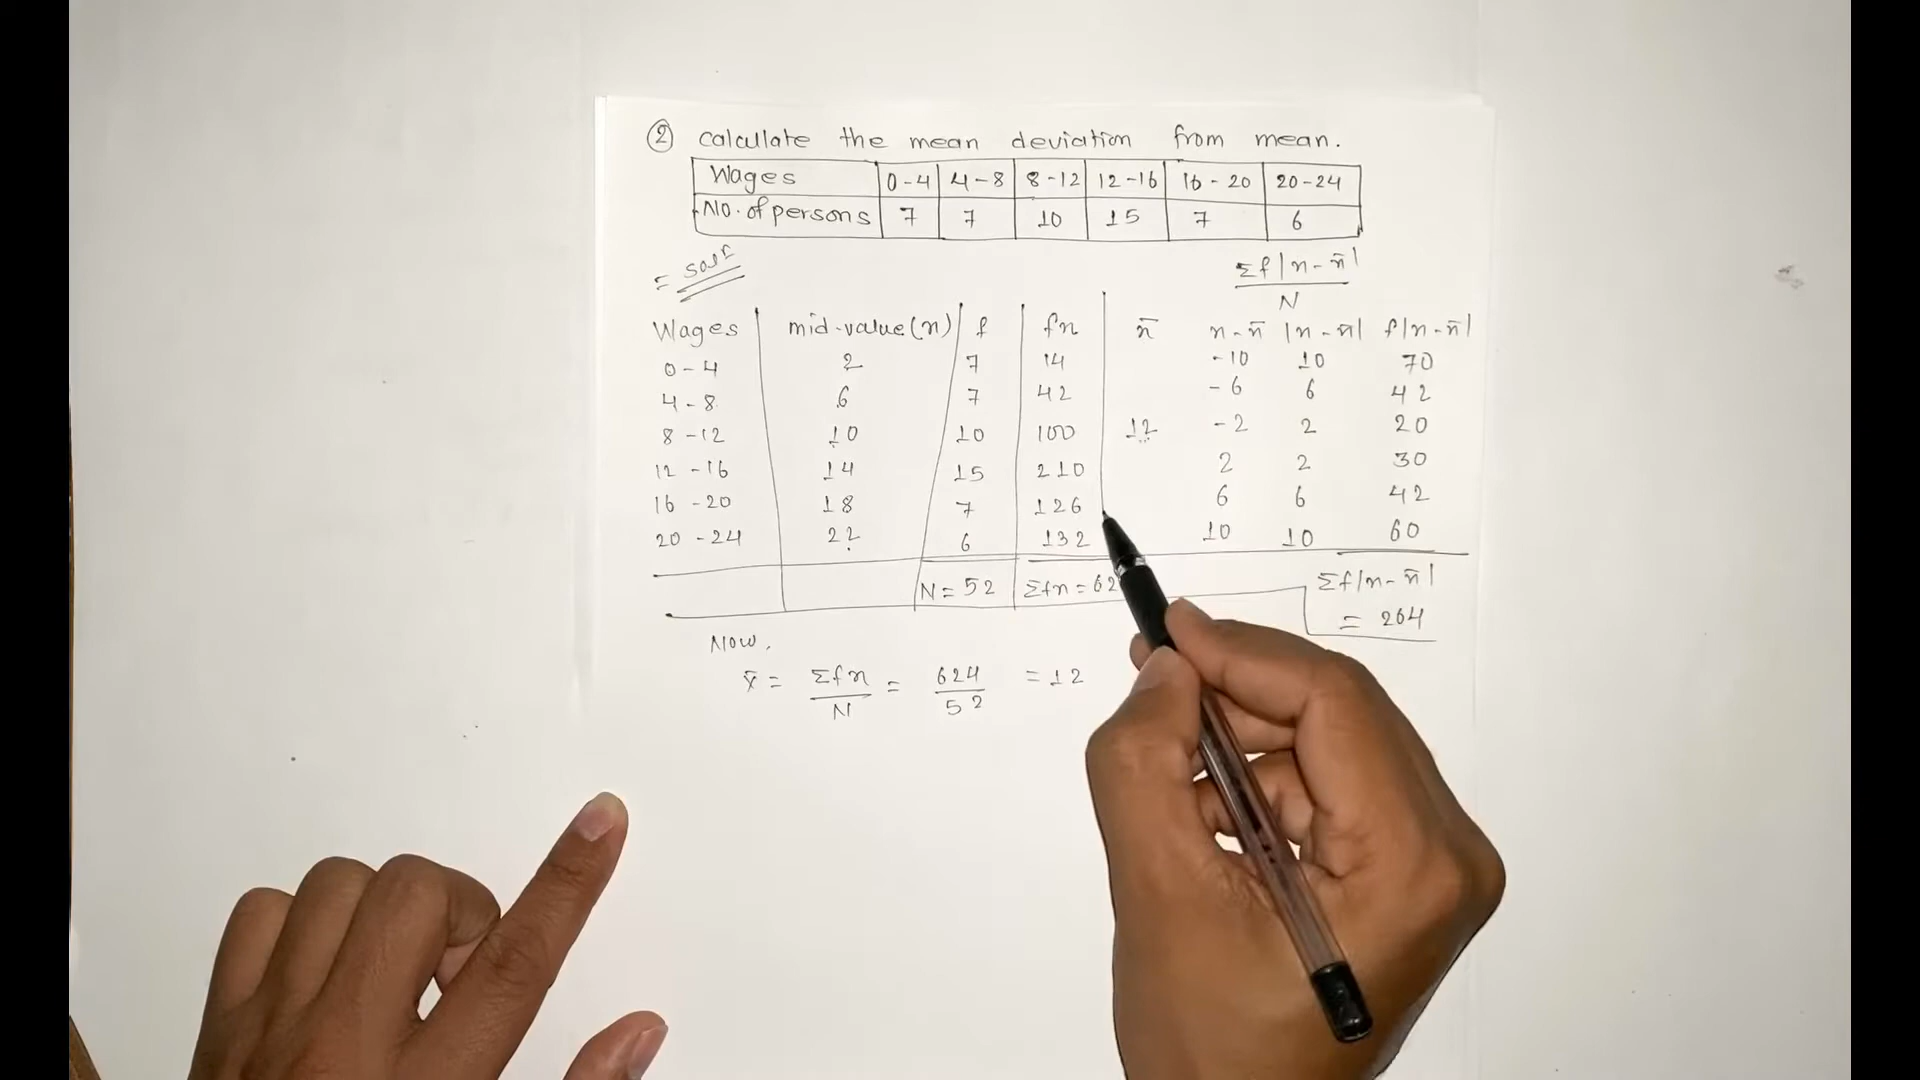 ② calculate the mean deviation from mean.
Wages 0-4 4-8 8-12 12-16 16-20 20-24
No. of persons 7 7 10 15 7 6
= solⁿ
Σf|n-n̄|
N
Wages mid-value(n) f fn n̄ n-n̄ |n-n̄| f|n-n̄|
0-4 2 7 14 -10 10 70
4-8 6 7 42 -6 6 42
8-12 10 10 100 12 -2 2 20
12-16 14 15 210 2 2 30
16-20 18 7 126 6 6 42
20-24 22 6 132 10 10 60
N = 52 Σfn = 62 Σf|n-n̄|
= 264
Now,
x̄ = Σfn/N = 624/52 = 12